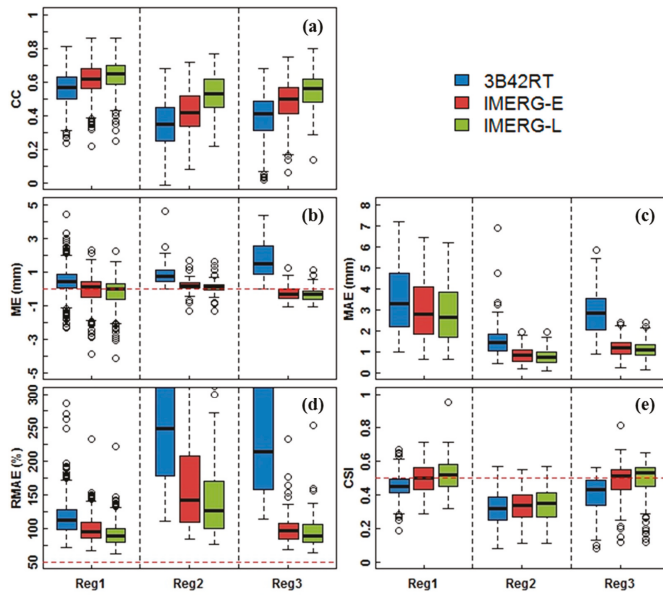 (a)
CC
1
0.8
0.6
0.4
0.2
0
3B42RT
IMERG-E
IMERG-L
(b)
ME (mm)
5
3
1
-1
-3
-5
(c)
MAE (mm)
8
7
6
5
4
3
2
1
(d)
RMAE (%)
300
250
200
150
100
50
Reg1 Reg2 Reg3
(e)
CSI
1
0.8
0.6
0.4
0.2
0
Reg1 Reg2 Reg3